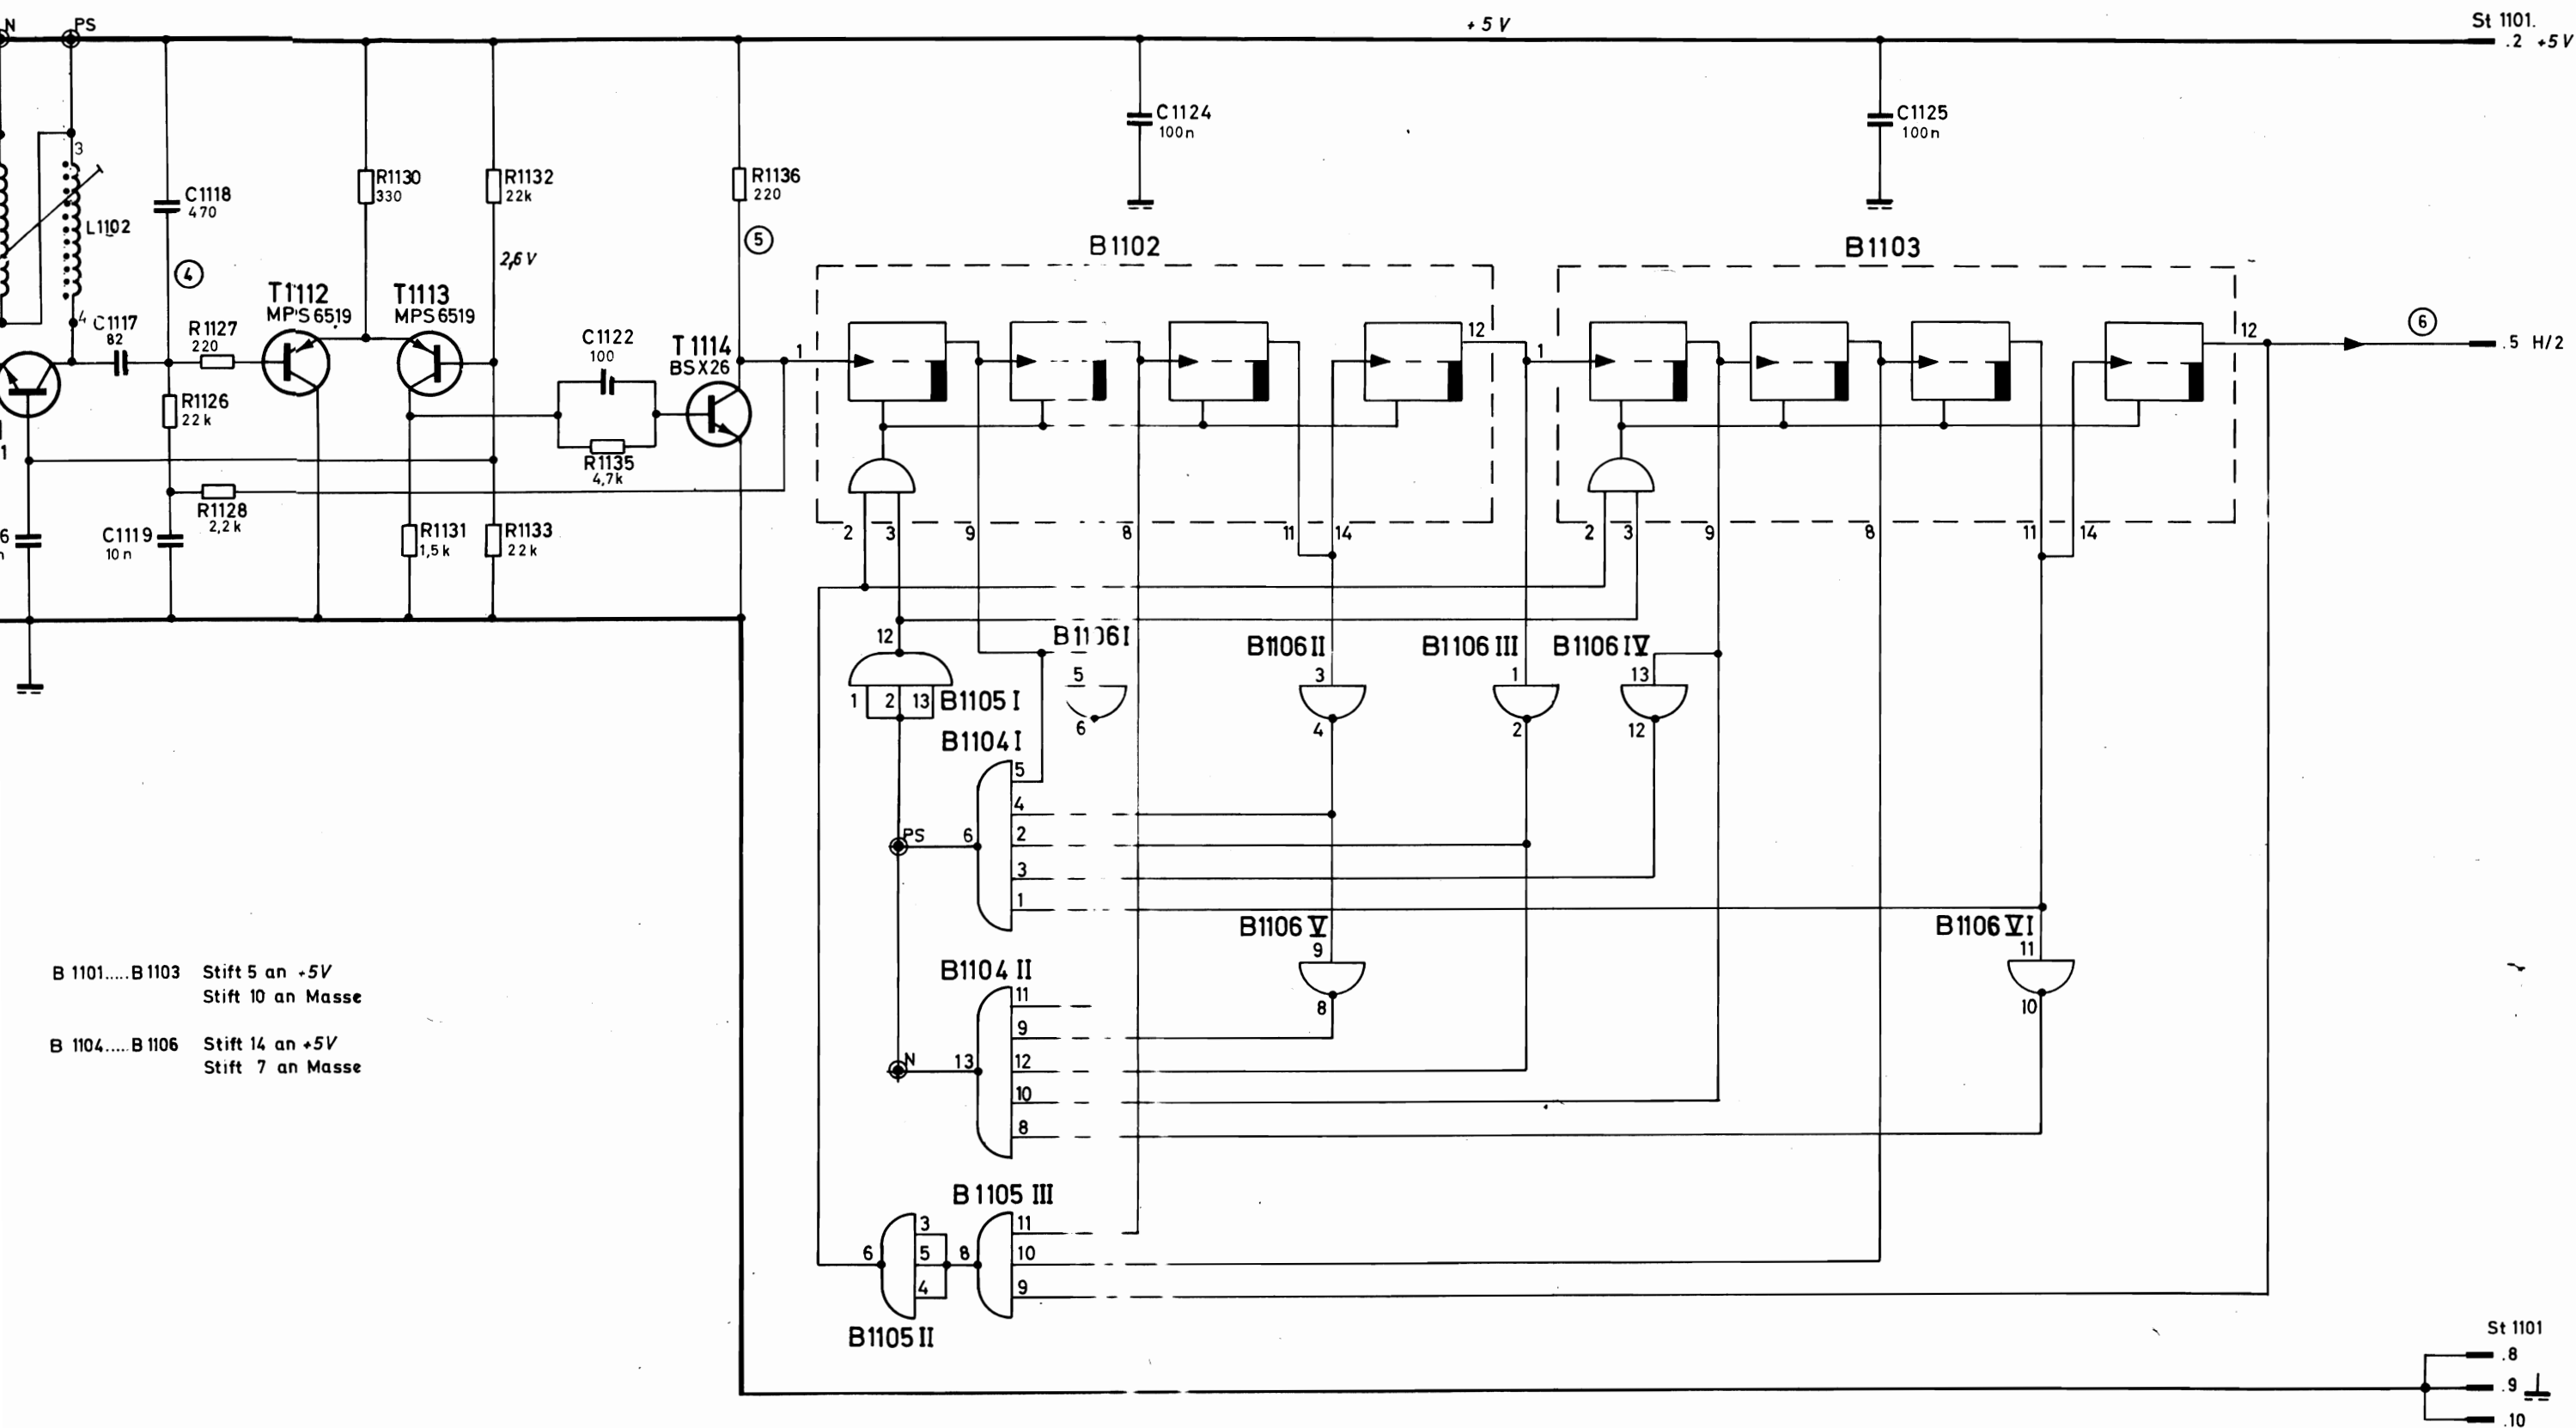 N
PS
+ 5 V
St 1101.
.2 +5 V
C1124
100n
C1125
100n
3
C1118
470
R1130
330
R1132
22k
R1136
220
L1102
4
5
2,6 V
B1102
B1103
T1112
MPS 6519
T1113
MPS 6519
4
C1117
82
R1127
220
C1122
100
T 1114
BSX26
1
12
1
12
6
.5 H/2
R1126
22 k
R1135
4,7k
1
R1128
2,2 k
6
n
C1119
10 n
R1131
1,5 k
R1133
22 k
2 3 9 8 11 14
2 3 9 8 11 14
12
B1106 II
B1106 III
B1106 IV
5
3
1
13
1 2 13
B1105 I
6
4
2
12
B1104 I
5
4
PS
6
2
3
1
B1106 V
9
B1106 VI
11
B 1101.....B 1103 Stift 5 an +5V
Stift 10 an Masse
B1104 II
11
8
10
9
B 1104.....B 1106 Stift 14 an +5V
Stift 7 an Masse
N
13
12
10
8
B 1105 III
3
11
6
5
8
10
4
9
B1105 II
St 1101
.8
.9
.10